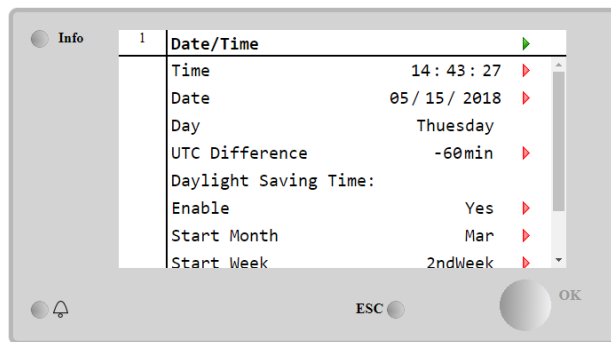 Info
1 Date/Time
Time 14:43:27
Date 05/15/2018
Day Thuesday
UTC Difference -60min
Daylight Saving Time:
Enable Yes
Start Month Mar
Start Week 2ndWeek
ESC
OK